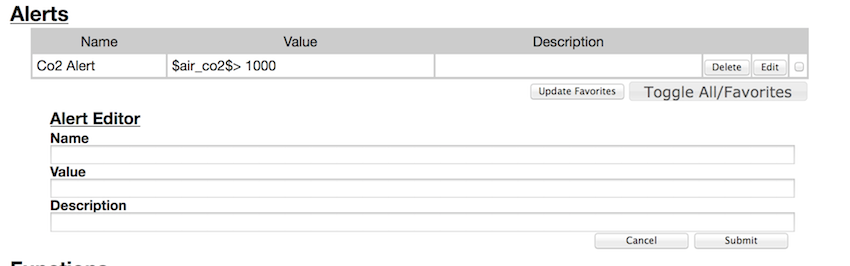 Alerts
Name Value Description
Co2 Alert $air_co2$> 1000 Delete Edit
Update Favorites Toggle All/Favorites
Alert Editor
Name
Value
Description
Cancel Submit